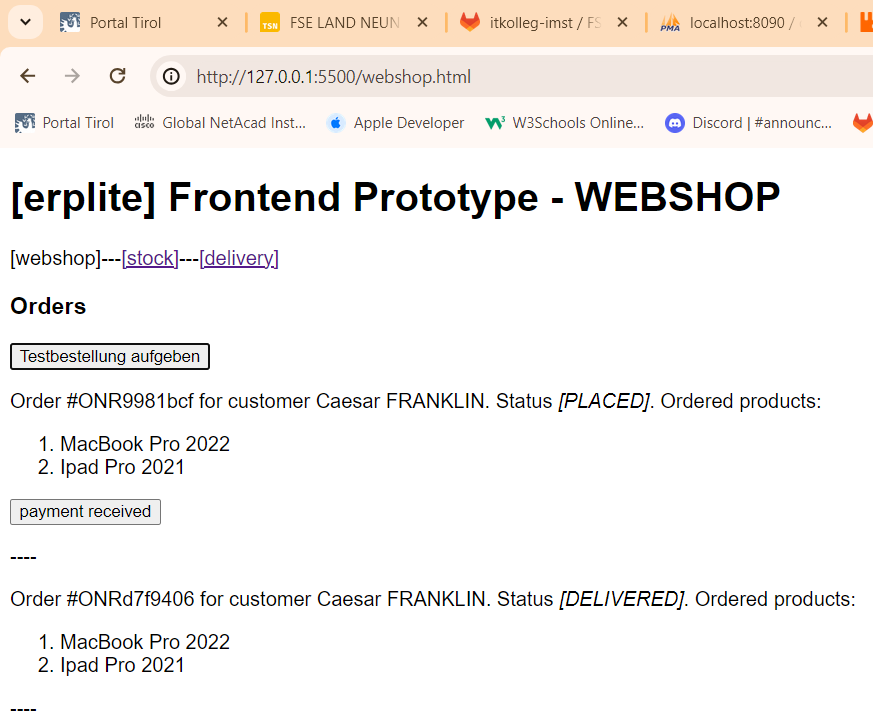 Portal Tirol
FSE LAND NEUN
itkolleg-imst / FS
localhost:8090 /
http://127.0.0.1:5500/webshop.html
Portal Tirol
Global NetAcad Inst...
Apple Developer
W3Schools Online...
Discord | #announc...
[erplite] Frontend Prototype - WEBSHOP
[webshop]---[stock]---[delivery]
Orders
Testbestellung aufgeben
Order #ONR9981bcf for customer Caesar FRANKLIN. Status [PLACED]. Ordered products:
1. MacBook Pro 2022
2. Ipad Pro 2021
payment received
----
Order #ONRd7f9406 for customer Caesar FRANKLIN. Status [DELIVERED]. Ordered products:
1. MacBook Pro 2022
2. Ipad Pro 2021
----